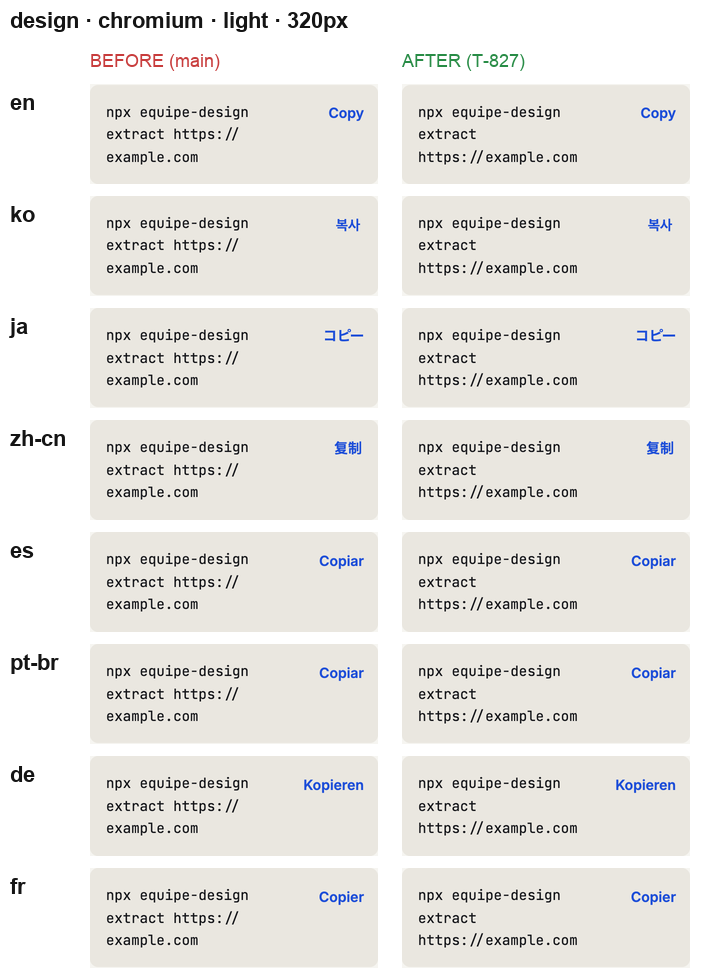 design · chromium · light · 320px
BEFORE (main) AFTER (T-827)
en
npx equipe-design Copy
extract https://
example.com
npx equipe-design Copy
extract
https://example.com
ko
npx equipe-design 복사
extract https://
example.com
npx equipe-design 복사
extract
https://example.com
ja
npx equipe-design コピー
extract https://
example.com
npx equipe-design コピー
extract
https://example.com
zh-cn
npx equipe-design 复制
extract https://
example.com
npx equipe-design 复制
extract
https://example.com
es
npx equipe-design Copiar
extract https://
example.com
npx equipe-design Copiar
extract
https://example.com
pt-br
npx equipe-design Copiar
extract https://
example.com
npx equipe-design Copiar
extract
https://example.com
de
npx equipe-design Kopieren
extract https://
example.com
npx equipe-design Kopieren
extract
https://example.com
fr
npx equipe-design Copier
extract https://
example.com
npx equipe-design Copier
extract
https://example.com